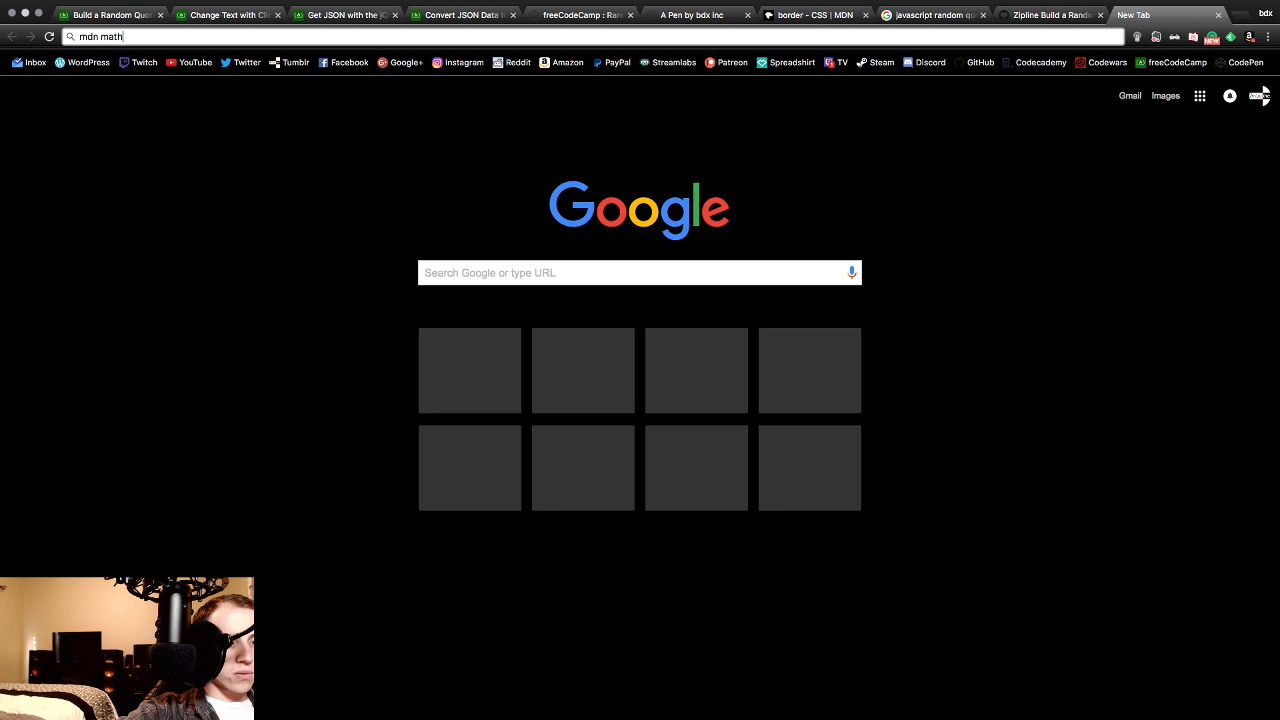 Build a Random Quo
Change Text with Cli
Get JSON with the jQ
Convert JSON Data to
freeCodeCamp : Ran
A Pen by bdx inc
border - CSS | MDN
javascript random qu
Zipline Build a Rando
New Tab
bdx
mdn math
NEW
Inbox
WordPress
Twitch
YouTube
Twitter
Tumblr
Facebook
Google+
Instagram
Reddit
Amazon
PayPal
Streamlabs
Patreon
Spreadshirt
TV
Steam
Discord
GitHub
Codecademy
Codewars
freeCodeCamp
CodePen
Gmail
Images
Google
Search Google or type URL